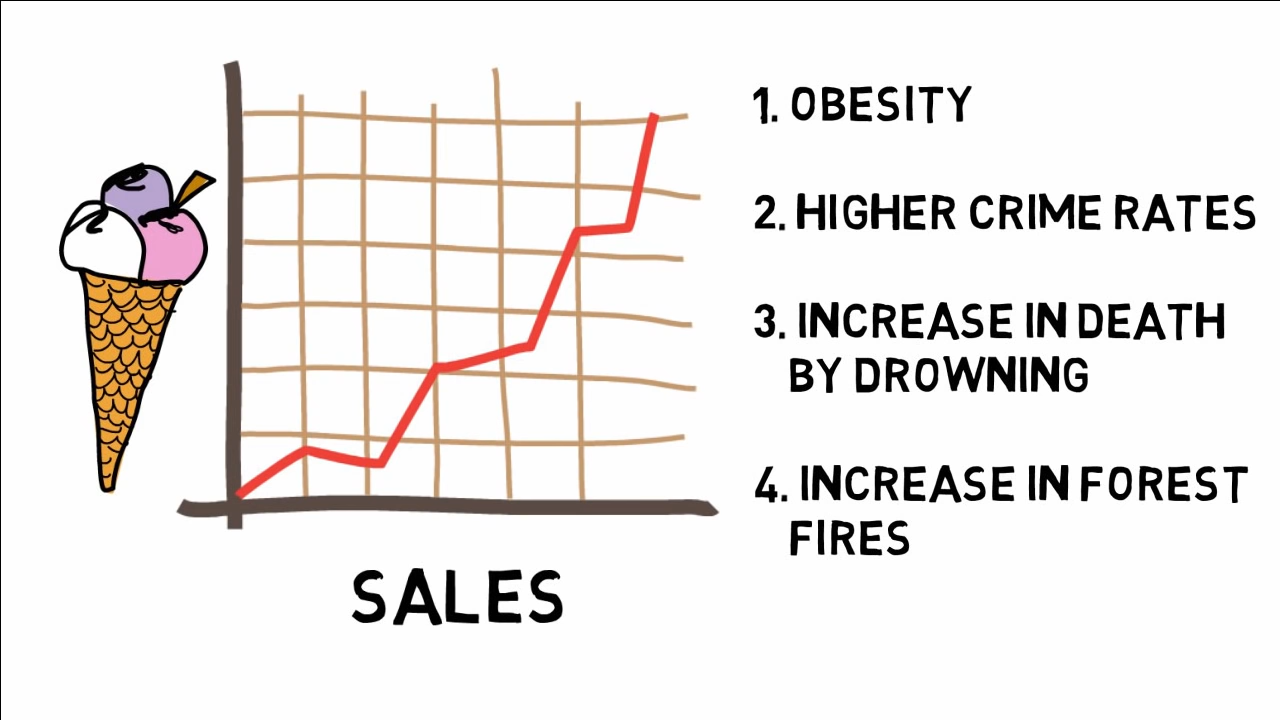 1. OBESITY
2. HIGHER CRIME RATES
3. INCREASE IN DEATH
BY DROWNING
4. INCREASE IN FOREST
FIRES
SALES